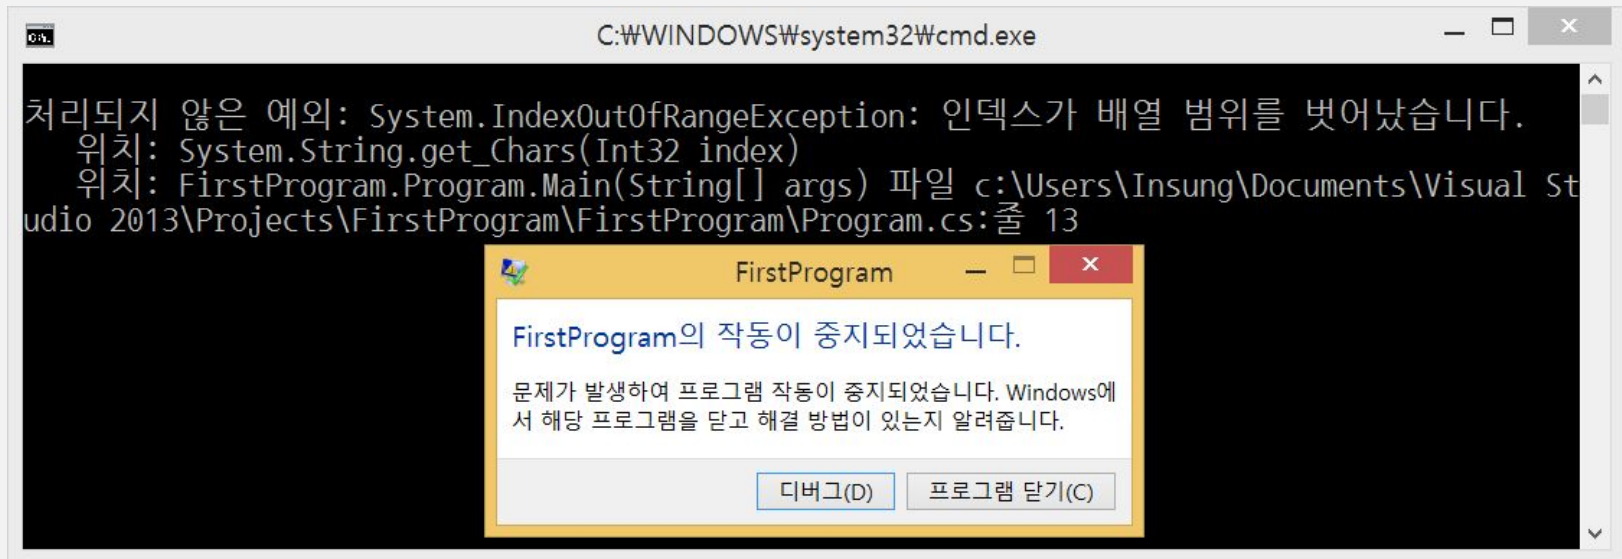 C:₩WINDOWS₩system32₩cmd.exe
처리되지 않은 예외: System.IndexOutOfRangeException: 인덱스가 배열 범위를 벗어났습니다.
위치: System.String.get_Chars(Int32 index)
위치: FirstProgram.Program.Main(String[] args) 파일 c:\Users\Insung\Documents\Visual St
udio 2013\Projects\FirstProgram\FirstProgram\Program.cs:줄 13
FirstProgram
FirstProgram의 작동이 중지되었습니다.
문제가 발생하여 프로그램 작동이 중지되었습니다. Windows에
서 해당 프로그램을 닫고 해결 방법이 있는지 알려줍니다.
디버그(D) 프로그램 닫기(C)